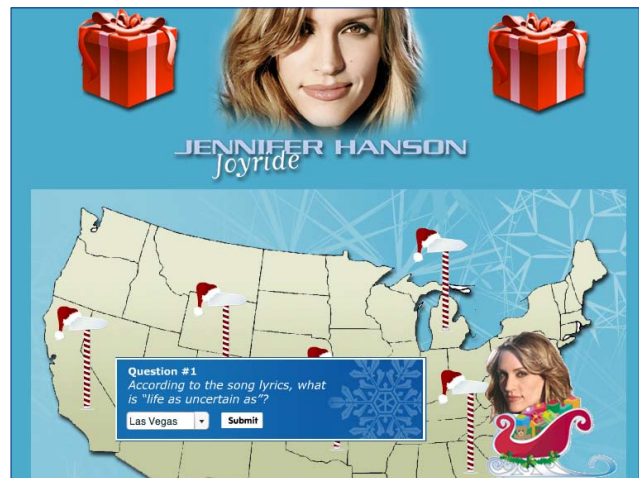 JENNIFER HANSON
Joyride
Question #1
According to the song lyrics, what
is "life as uncertain as"?
Las Vegas
Submit